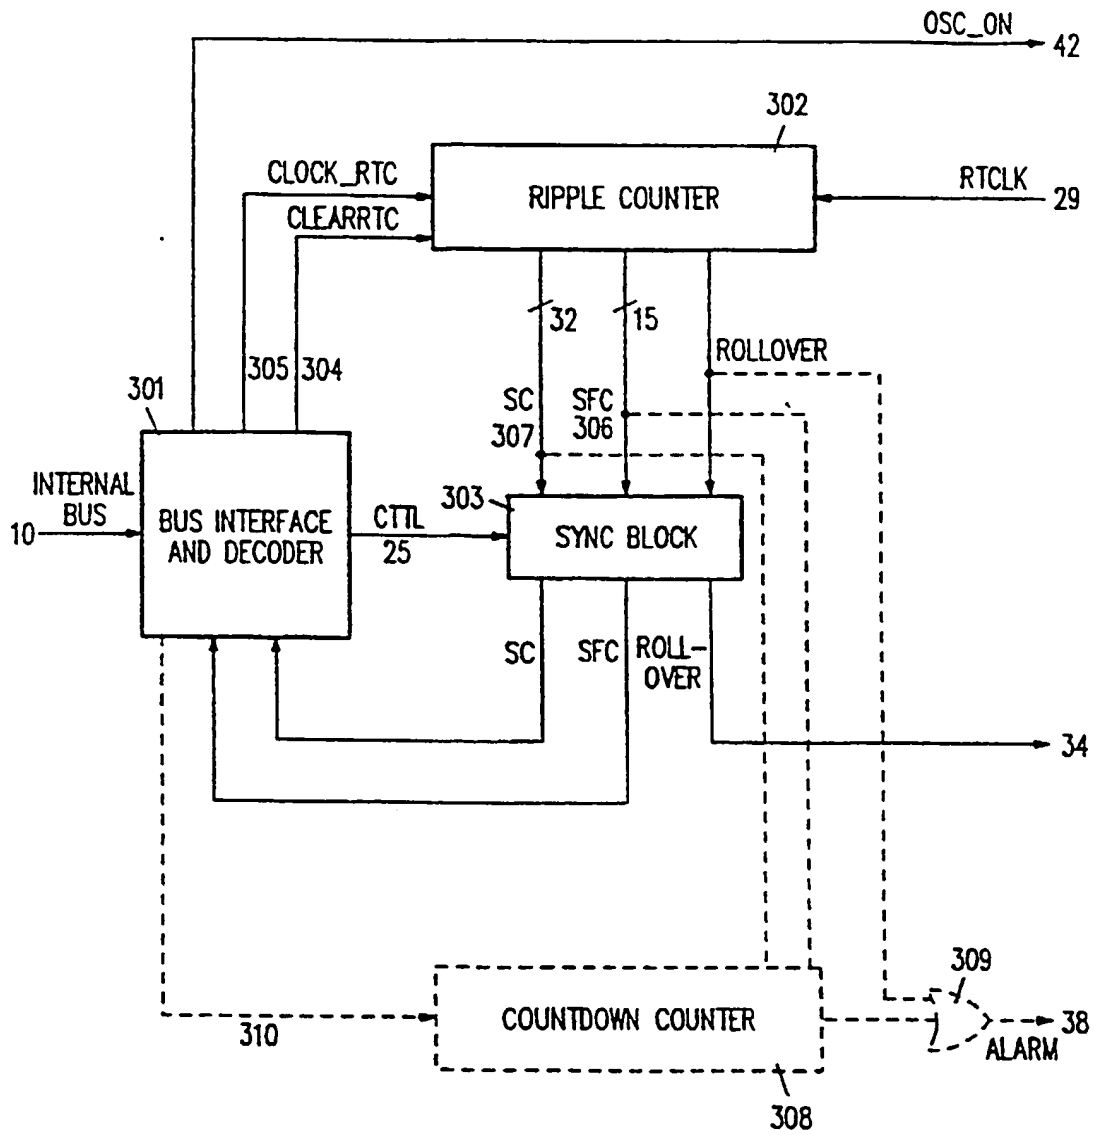 OSC_ON
42
302
CLOCK_RTC
RIPPLE COUNTER
RTCLK
29
CLEARRTC
32
15
305
304
ROLLOVER
301
SC
307
SFC
306
INTERNAL
BUS
10
303
BUS INTERFACE
AND DECODER
CTTL
25
SYNC BLOCK
SC
SFC
ROLL-
OVER
34
309
310
COUNTDOWN COUNTER
38
ALARM
308